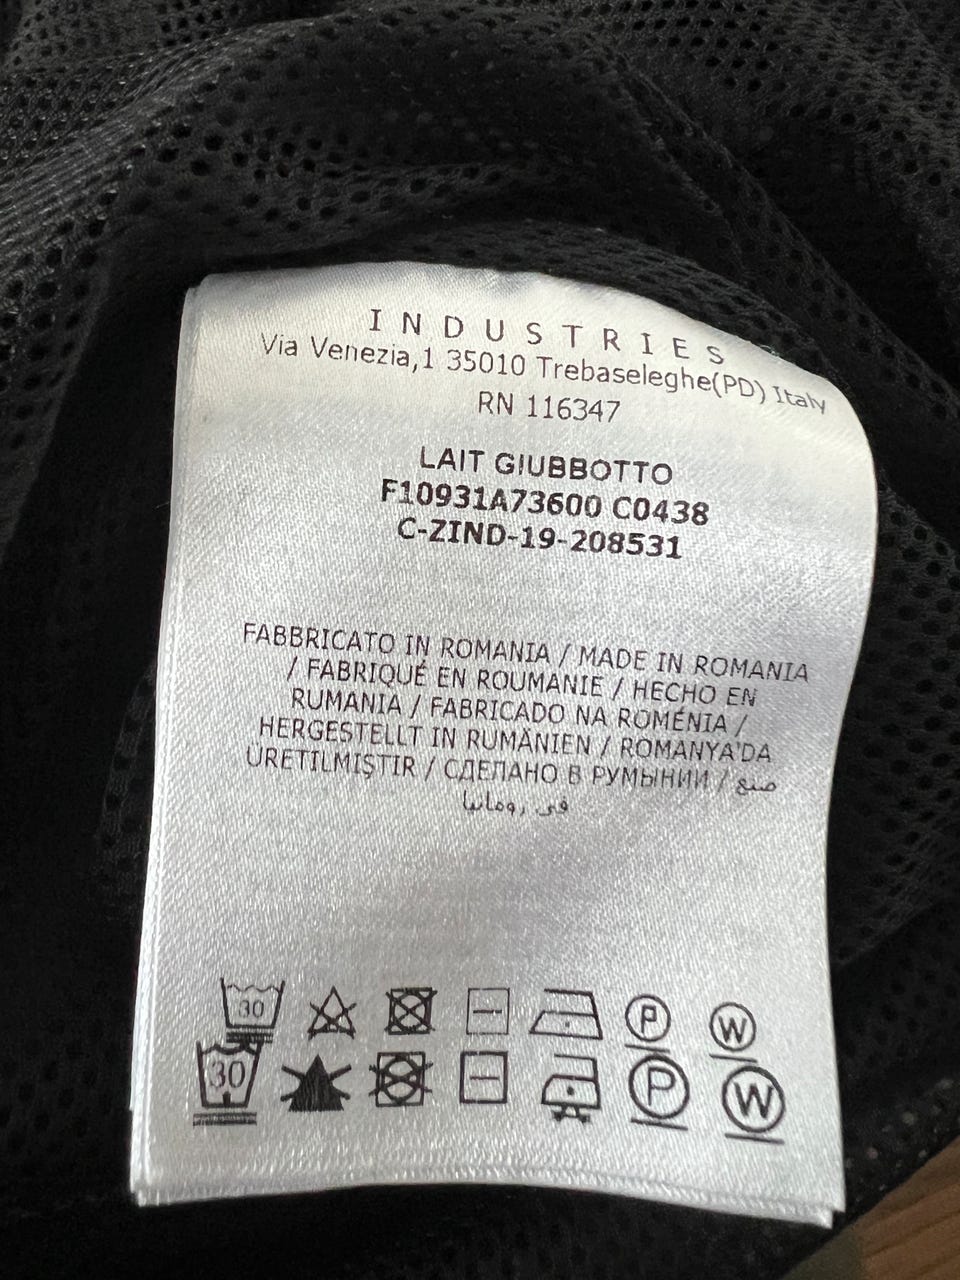 INDUSTRIES
Via Venezia,1 35010 Trebaseleghe(PD) Italy
RN 116347
LAIT GIUBBOTTO
F10931A73600 C0438
C-ZIND-19-208531
FABBRICATO IN ROMANIA / MADE IN ROMANIA
/ FABRIQUÉ EN ROUMANIE / HECHO EN
RUMANIA / FABRICADO NA ROMÉNIA /
HERGESTELLT IN RUMÄNIEN / ROMANYA'DA
ÜRETILMIŞTIR / СДЕЛАНО В РУМЫНИИ / صنع
في رومانيا
30 P W
30 P W